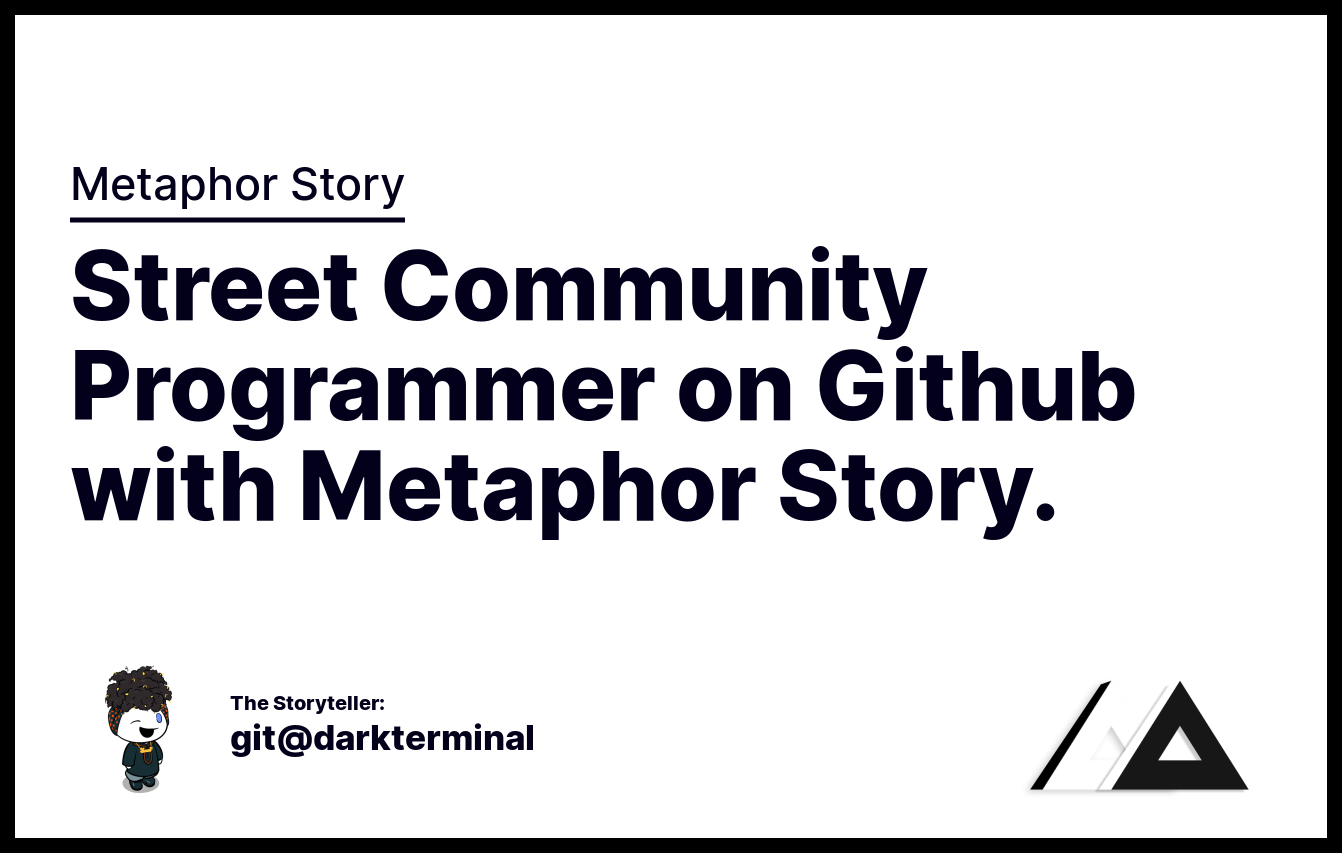 Metaphor Story
Street Community
Programmer on Github
with Metaphor Story.
The Storyteller:
git@darkterminal